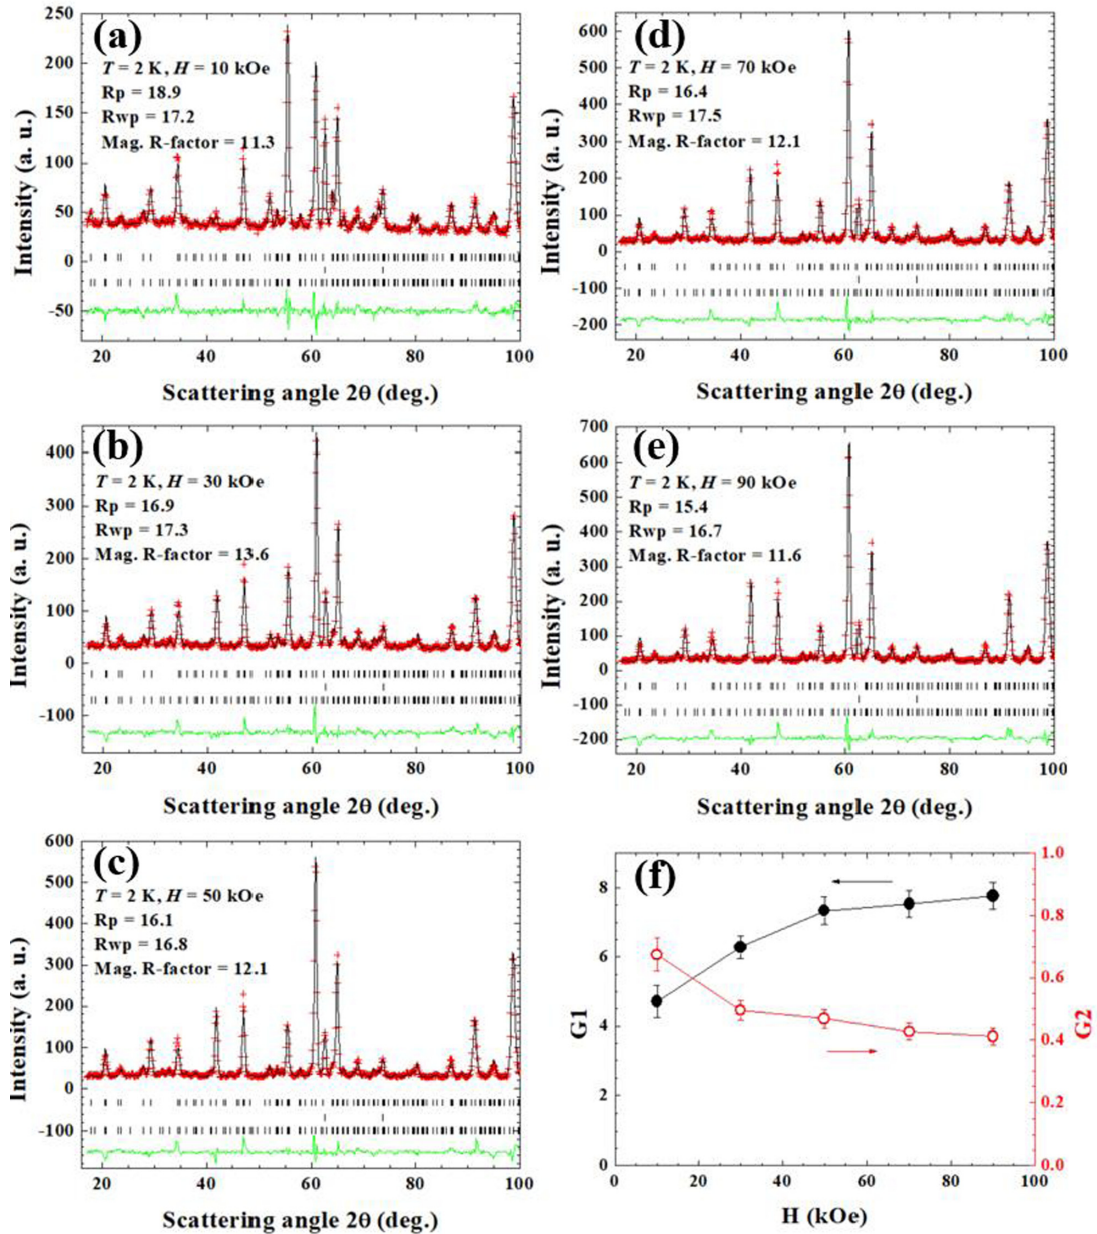 (a)
T = 2 K, H = 10 kOe
Rp = 18.9
Rwp = 17.2
Mag. R-factor = 11.3
Intensity (a. u.)
250
200
150
100
50
0
-50
20 40 60 80 100
Scattering angle 2θ (deg.)
(d)
T = 2 K, H = 70 kOe
Rp = 16.4
Rwp = 17.5
Mag. R-factor = 12.1
Intensity (a. u.)
600
500
400
300
200
100
0
-100
-200
20 40 60 80 100
Scattering angle 2θ (deg.)
(b)
T = 2 K, H = 30 kOe
Rp = 16.9
Rwp = 17.3
Mag. R-factor = 13.6
Intensity (a. u.)
400
300
200
100
0
-100
20 40 60 80 100
Scattering angle 2θ (deg.)
(e)
T = 2 K, H = 90 kOe
Rp = 15.4
Rwp = 16.7
Mag. R-factor = 11.6
Intensity (a. u.)
700
600
500
400
300
200
100
0
-100
-200
20 40 60 80 100
Scattering angle 2θ (deg.)
(c)
T = 2 K, H = 50 kOe
Rp = 16.1
Rwp = 16.8
Mag. R-factor = 12.1
Intensity (a. u.)
600
500
400
300
200
100
0
-100
20 40 60 80 100
Scattering angle 2θ (deg.)
(f)
G1
8
6
4
2
0
0 20 40 60 80 100
H (kOe)
1.0
0.8
0.6
0.4
0.2
0.0
G2